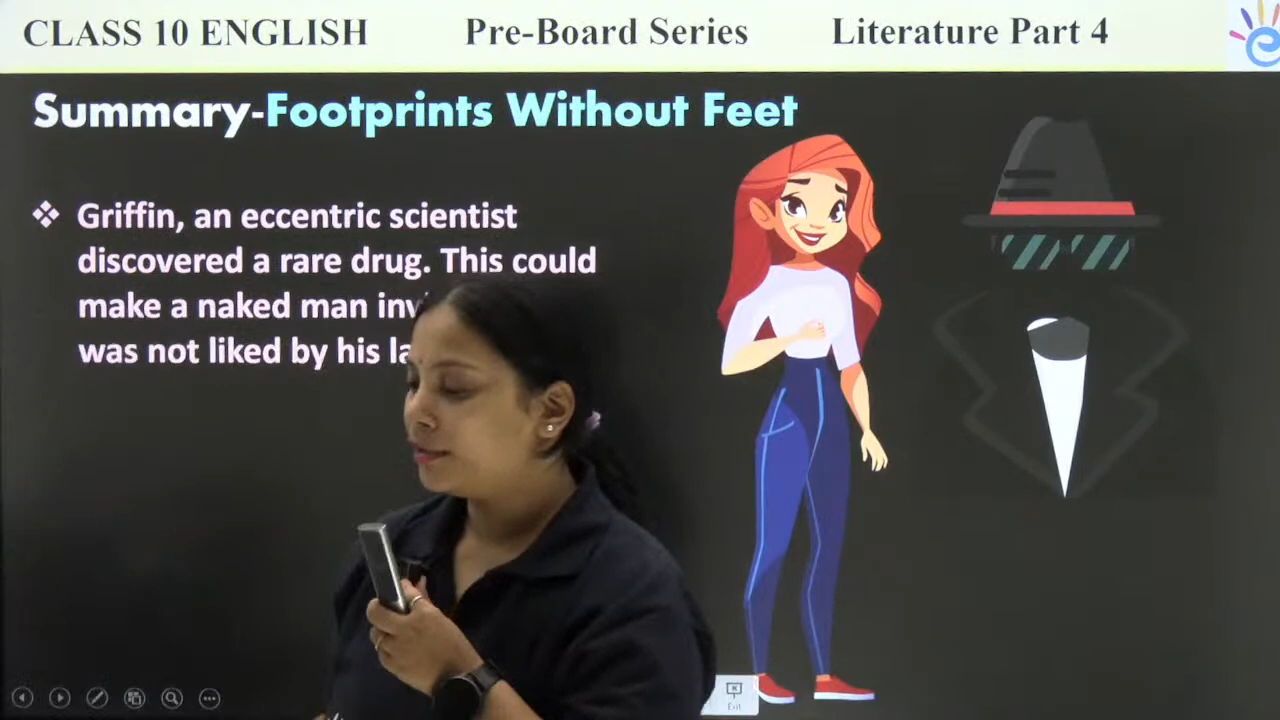 CLASS 10 ENGLISH Pre-Board Series Literature Part 4
Summary-Footprints Without Feet
Griffin, an eccentric scientist
discovered a rare drug. This could
make a naked man
was not liked by his
Exit